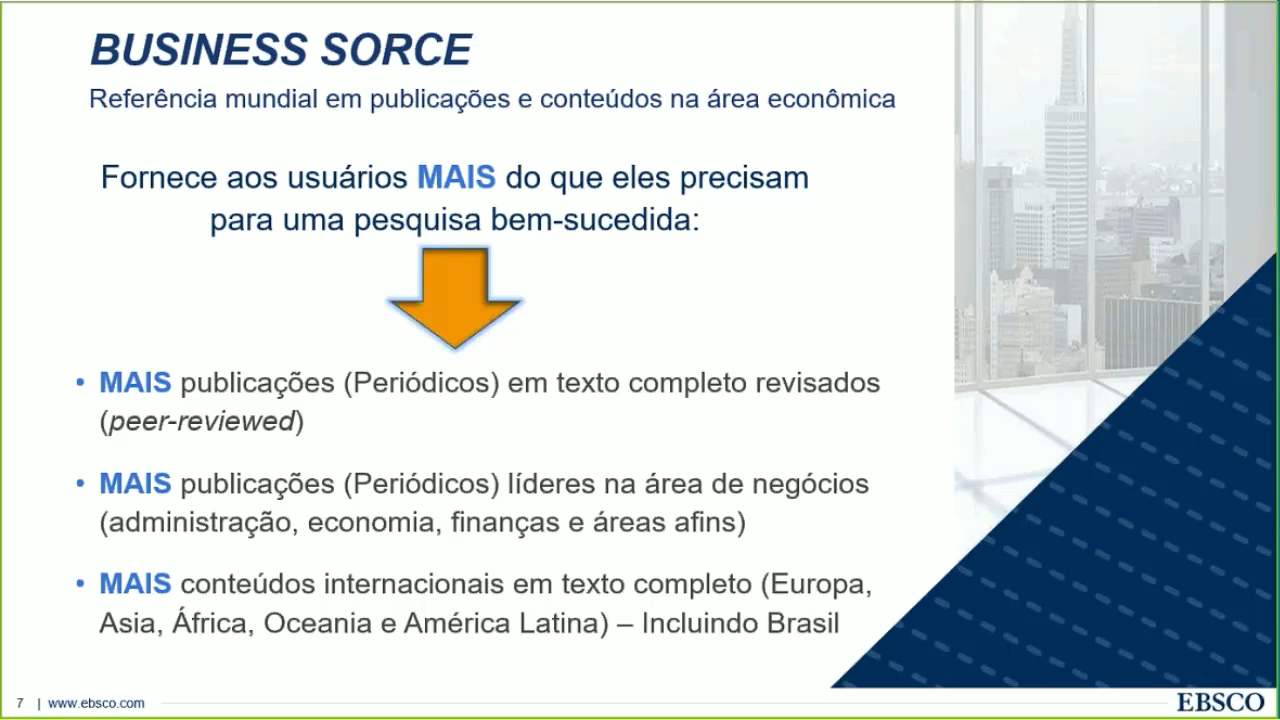 BUSINESS SORCE
Referência mundial em publicações e conteúdos na área econômica
Fornece aos usuários MAIS do que eles precisam
para uma pesquisa bem-sucedida:
• MAIS publicações (Periódicos) em texto completo revisados
(peer-reviewed)
• MAIS publicações (Periódicos) líderes na área de negócios
(administração, economia, finanças e áreas afins)
• MAIS conteúdos internacionais em texto completo (Europa,
Asia, África, Oceania e América Latina) – Incluindo Brasil
7 | www.ebsco.com
EBSCO